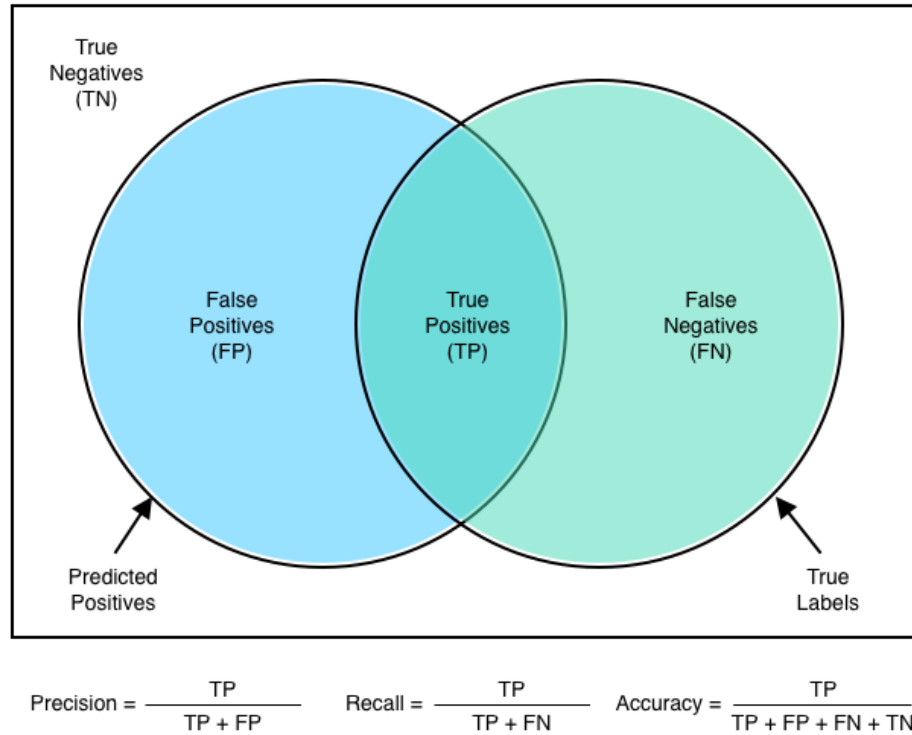 True
Negatives
(TN)
False
Positives
(FP)
True
Positives
(TP)
False
Negatives
(FN)
Predicted
Positives
True
Labels
Precision = TP / TP + FP
Recall = TP / TP + FN
Accuracy = TP / TP + FP + FN + TN